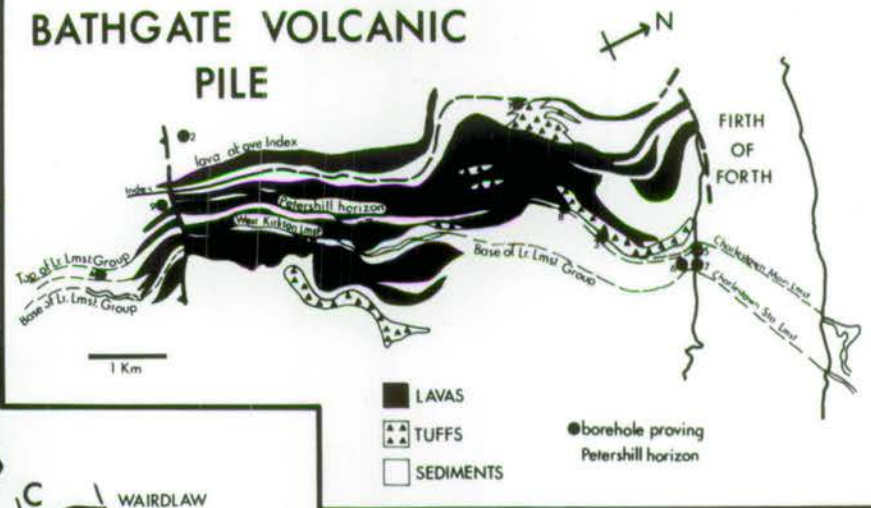 BATHGATE VOLCANIC
PILE
N
FIRTH
OF
FORTH
2
lava above Index
Index
Petershill horizon
West Kirkton Lmst
Top of Lr. Lmst Group
Base of Lr. Lmst. Group
Base of Lr. Lmst Group
Charlestown Main Lmst
Charlestown Sta Lmst
1 Km
LAVAS
TUFFS
SEDIMENTS
borehole proving
Petershill horizon
C
WAIRDLAW